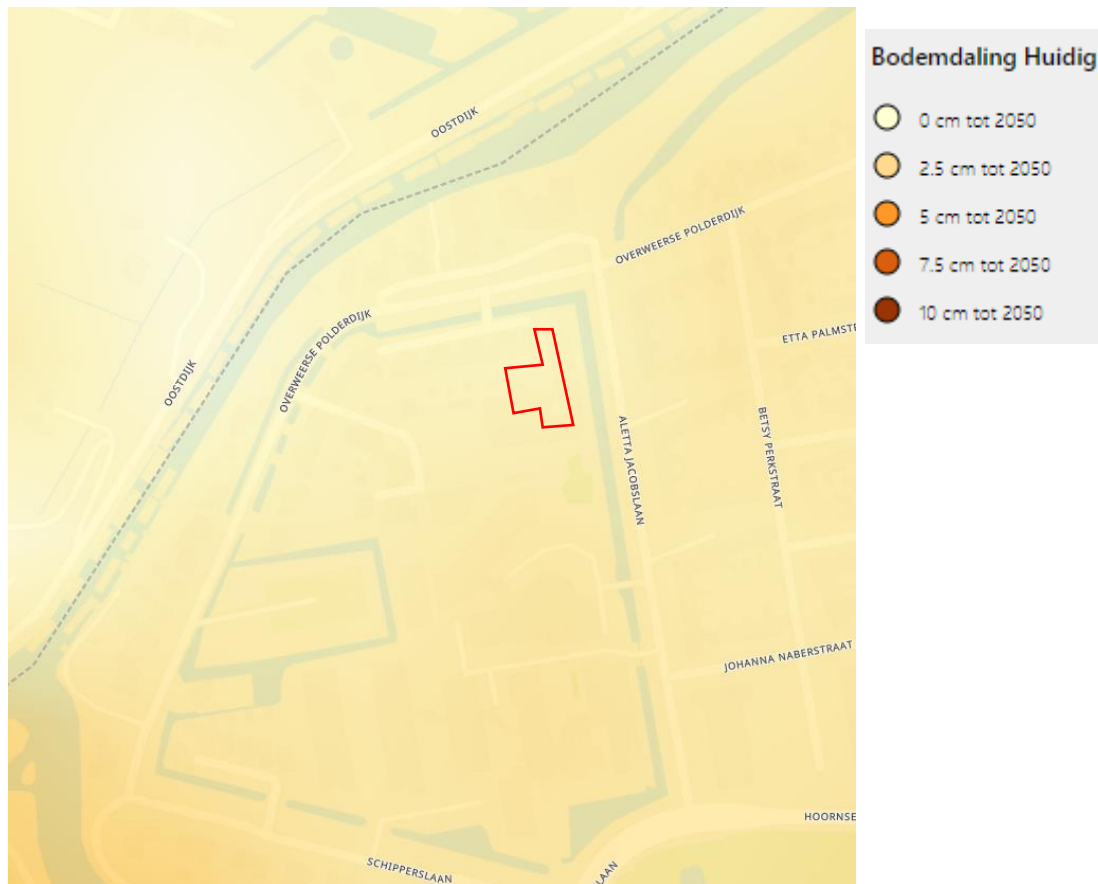 Bodemdaling Huidig
0 cm tot 2050
2.5 cm tot 2050
5 cm tot 2050
7.5 cm tot 2050
10 cm tot 2050
OOSTDIJK
OVERWEERSE POLDERDIJK
OVERWEERSE POLDERDIJK
ETTA PALMSTE
OOSTDIJK
BETSY PERKSTRAAT
ALETTA JACOBSLAAN
JOHANNA NABERSTRAAT
HOORNSE
SCHIPPERSLAAN
LAAN